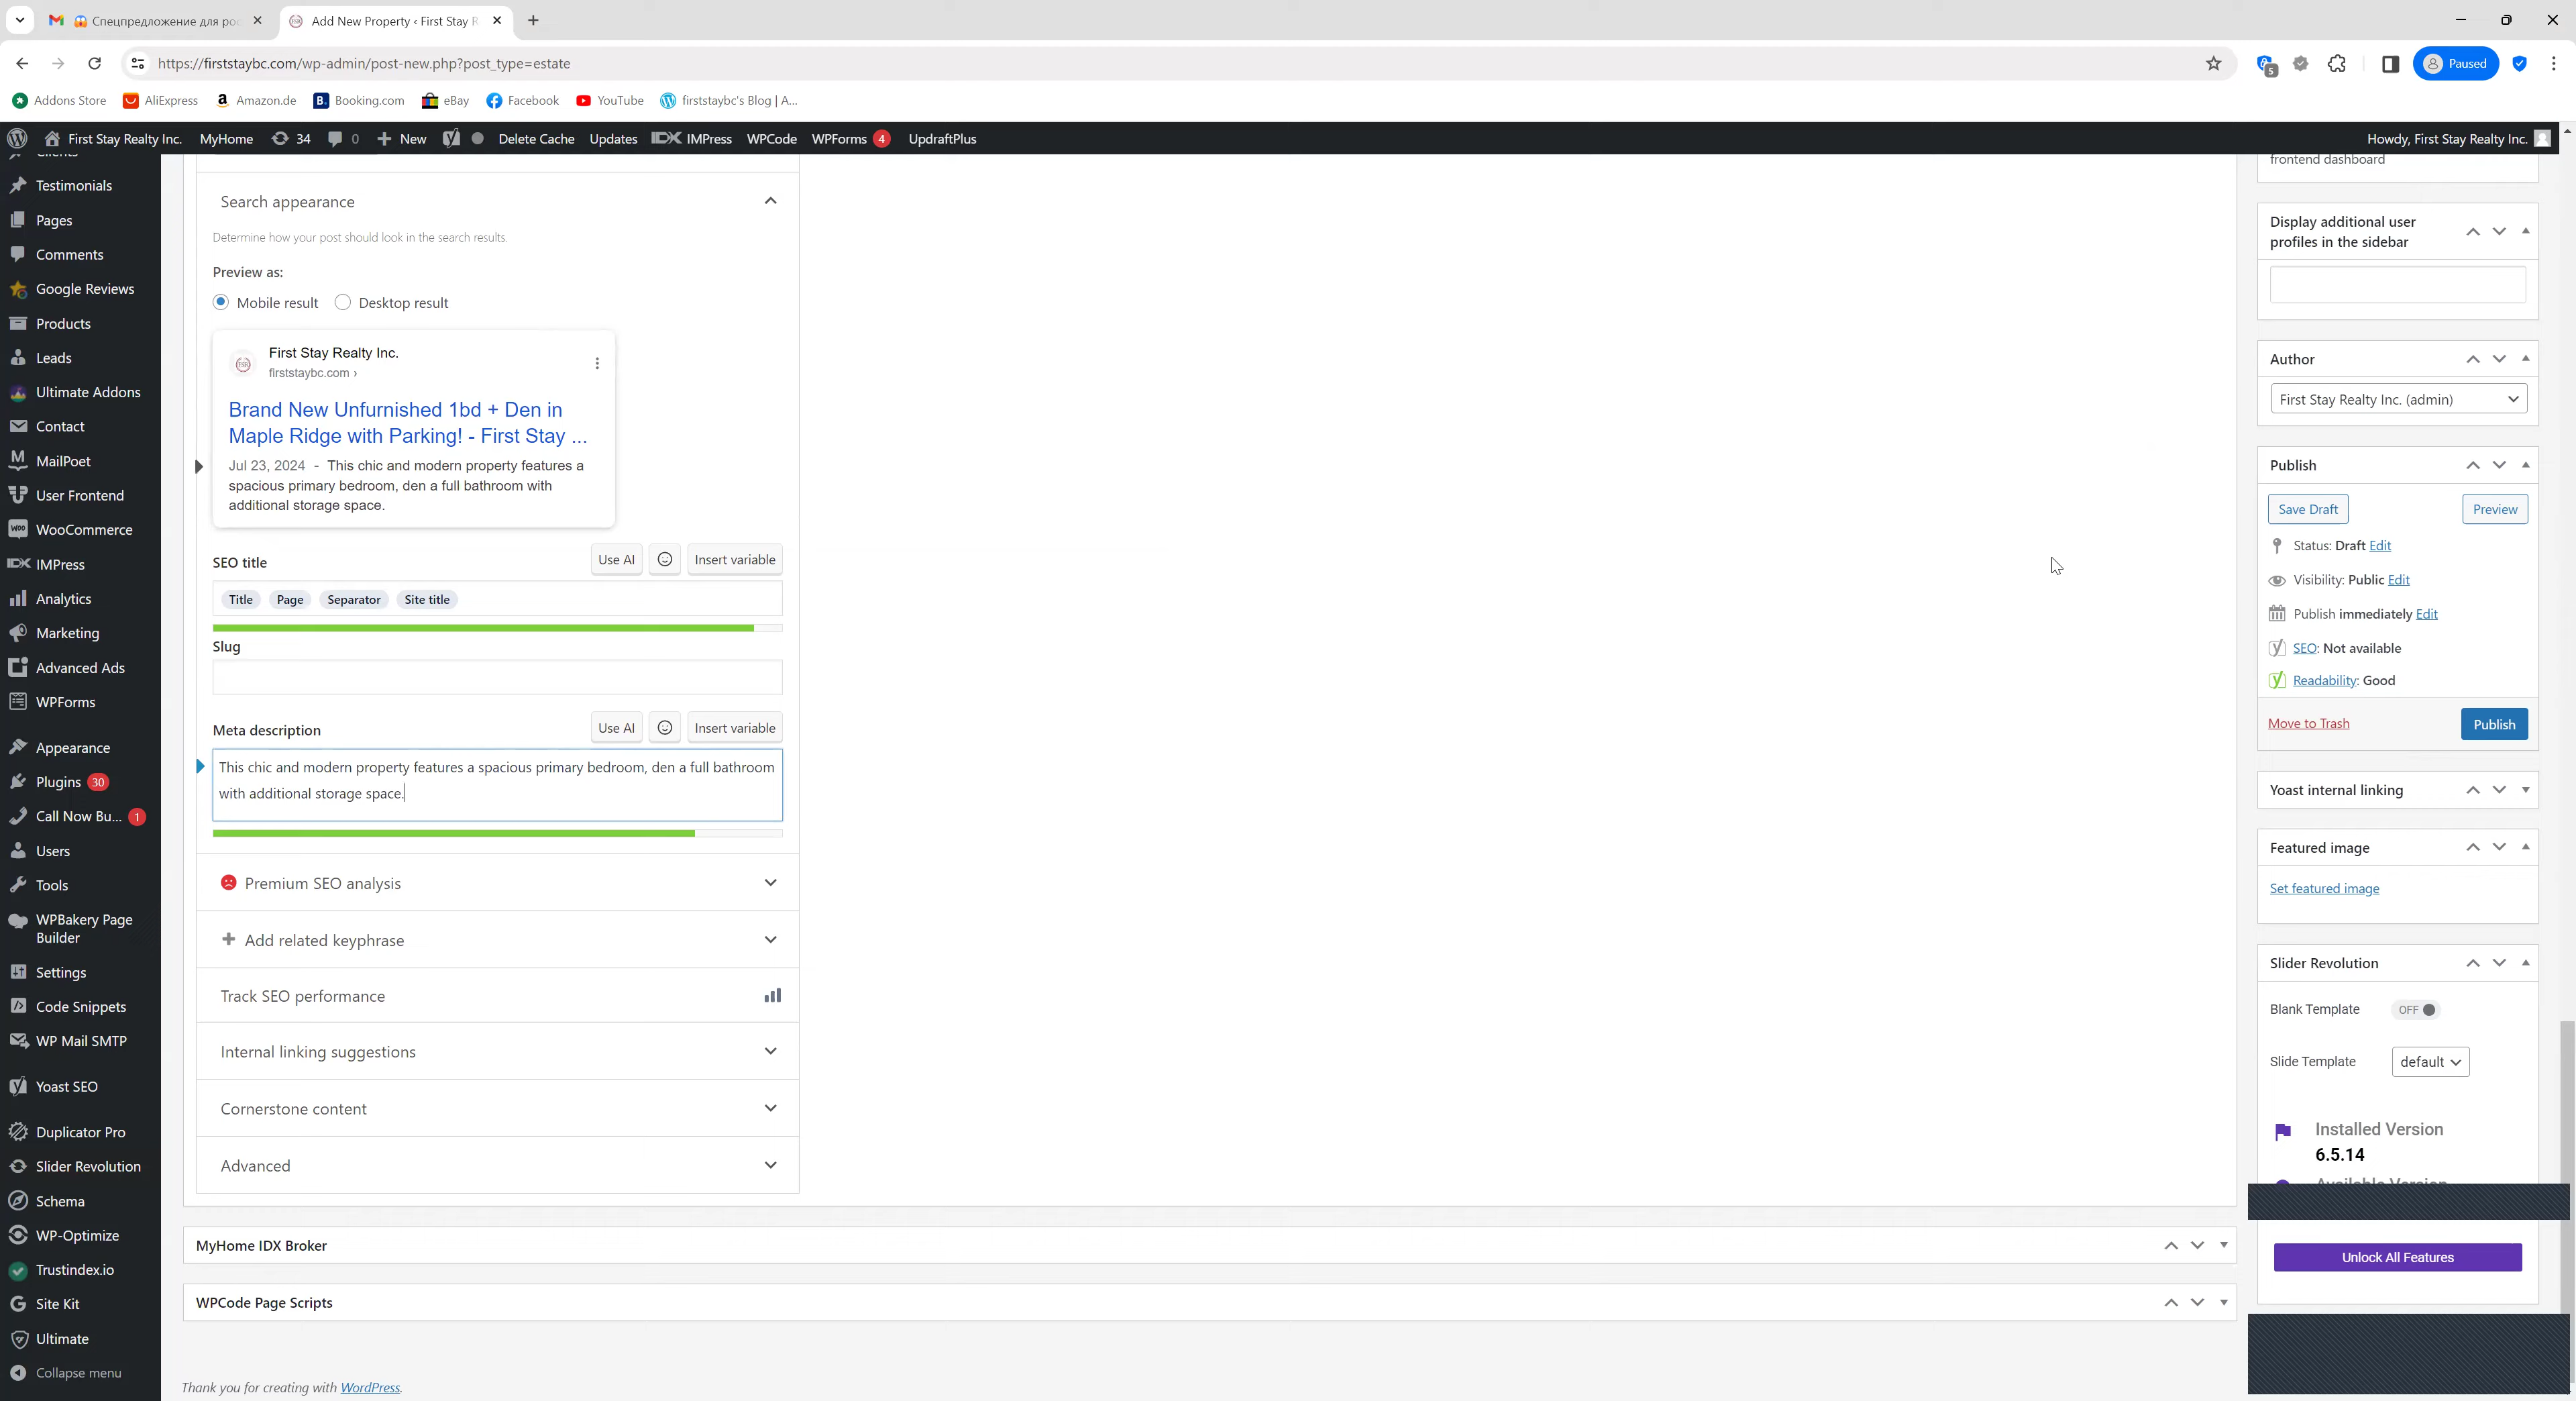 😱 Спецпредложение для рос
Add New Property ‹ First Stay R
https://firststaybc.com/wp-admin/post-new.php?post_type=estate
5
Paused
Addons Store
AliExpress
Amazon.de
Booking.com
eBay
Facebook
YouTube
firststaybc's Blog | A...
First Stay Realty Inc.
MyHome
34
0
New
Delete Cache
Updates
IMPress
WPCode
WPForms 4
UpdraftPlus
Howdy, First Stay Realty Inc.
Clients
Testimonials
Pages
Comments
Google Reviews
Products
Leads
Ultimate Addons
Contact
MailPoet
User Frontend
WooCommerce
IMPress
Analytics
Marketing
Advanced Ads
WPForms
Appearance
Plugins 30
Call Now Bu... 1
Users
Tools
WPBakery Page
Builder
Settings
Code Snippets
WP Mail SMTP
Yoast SEO
Duplicator Pro
Slider Revolution
Schema
WP-Optimize
Trustindex.io
Site Kit
Ultimate
Collapse menu
Search appearance
Determine how your post should look in the search results.
Preview as:
Mobile result
Desktop result
First Stay Realty Inc.
firststaybc.com ›
Brand New Unfurnished 1bd + Den in
Maple Ridge with Parking! - First Stay ...
Jul 23, 2024 - This chic and modern property features a
spacious primary bedroom, den a full bathroom with
additional storage space.
SEO title
Use AI
Insert variable
Title
Page
Separator
Site title
Slug
Meta description
Use AI
Insert variable
This chic and modern property features a spacious primary bedroom, den a full bathroom
with additional storage space.
Premium SEO analysis
Add related keyphrase
Track SEO performance
Internal linking suggestions
Cornerstone content
Advanced
MyHome IDX Broker
WPCode Page Scripts
Thank you for creating with WordPress.
frontend dashboard
Display additional user
profiles in the sidebar
Author
First Stay Realty Inc. (admin)
Publish
Save Draft
Preview
Status: Draft Edit
Visibility: Public Edit
Publish immediately Edit
SEO: Not available
Readability: Good
Move to Trash
Publish
Yoast internal linking
Featured image
Set featured image
Slider Revolution
Blank Template
OFF
Slide Template
default
Installed Version
6.5.14
Available Version
Unlock All Features